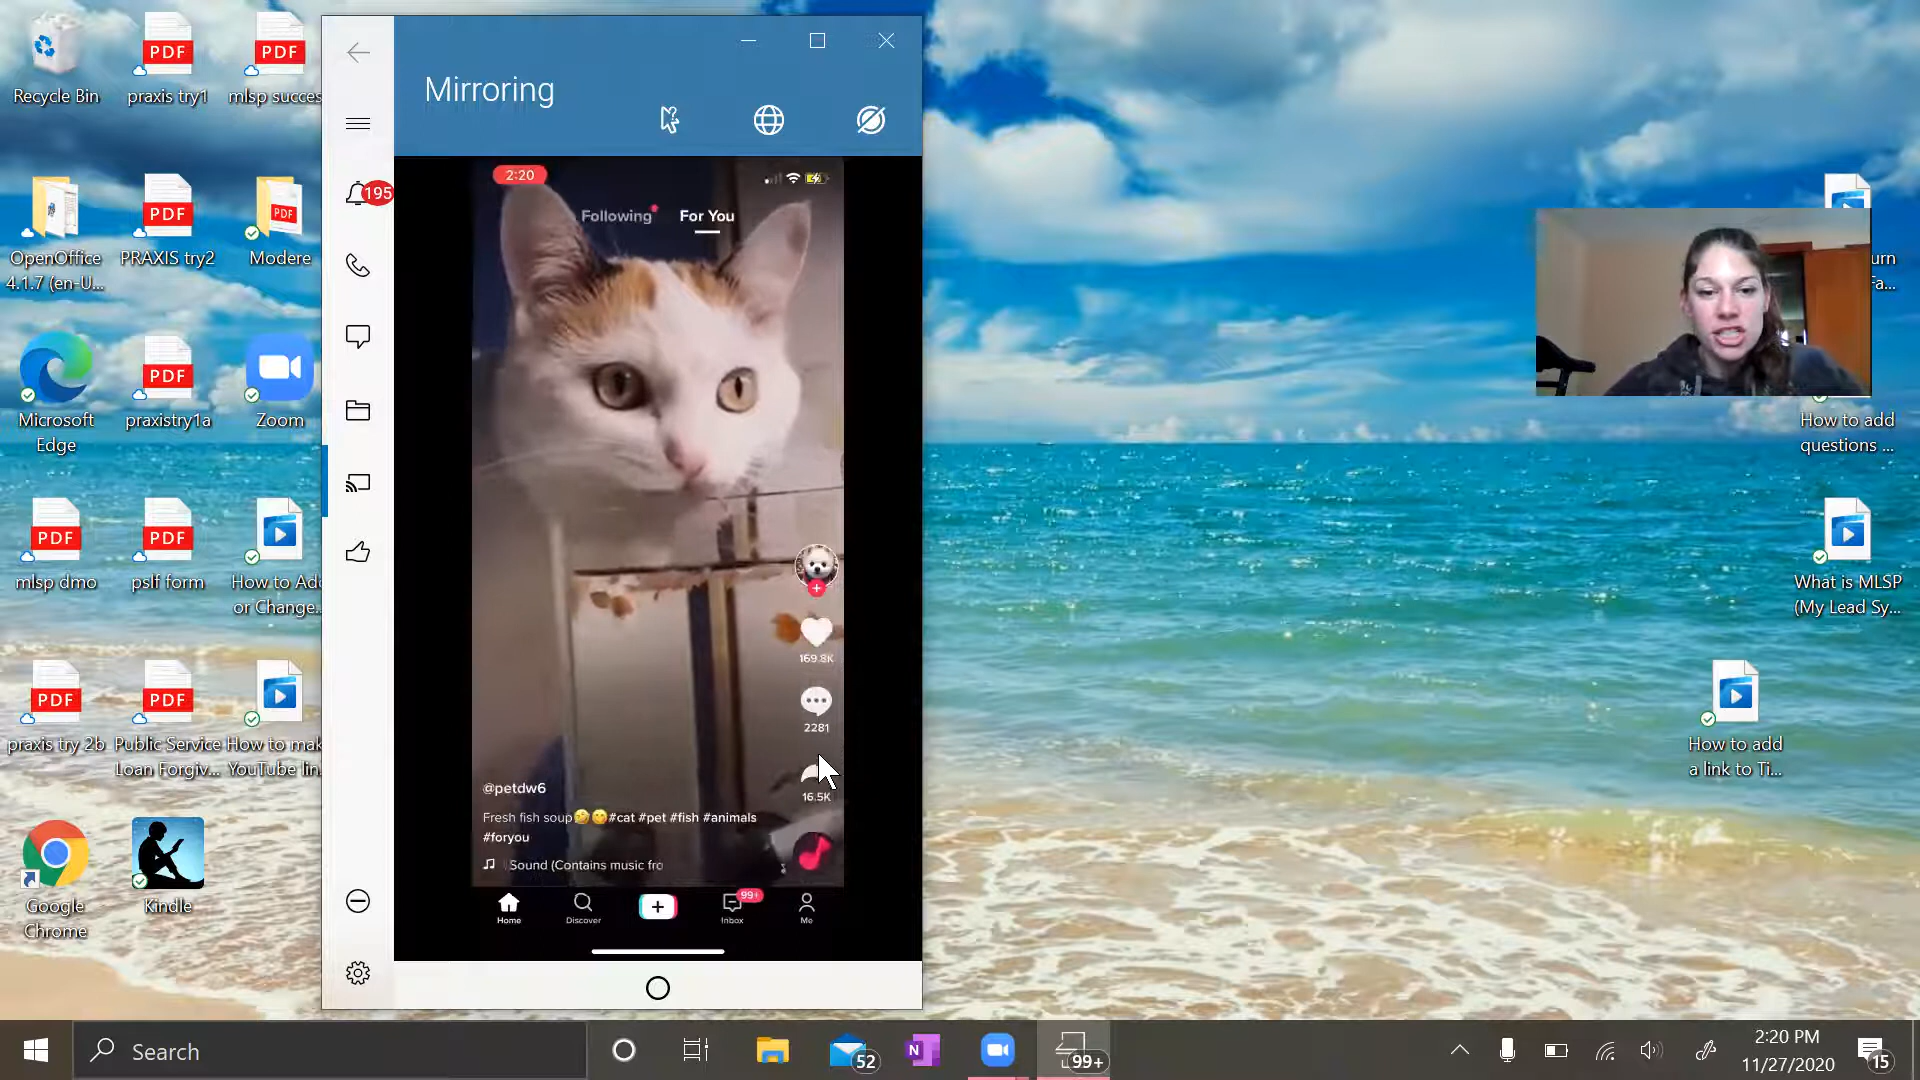 Recycle Bin
praxis try1
mlsp succes
OpenOffice
4.1.7 (en-U...
PRAXIS try2
Modere
Microsoft
Edge
praxistry1a
Zoom
mlsp dmo
pslf form
How to Add
or Change...
praxis try 2b
Public Service
Loan Forgiv...
How to mak
YouTube lin
Google
Chrome
Kindle
PDF
PDF
PDF
PDF
PDF
PDF
PDF
PDF
PDF
Mirroring
195
2:20
Following
For You
169.8K
2281
16.5K
@petdw6
Fresh fish soup🤣😋#cat #pet #fish #animals
#foryou
Sound (Contains music fro
Home
Discover
99+
Inbox
Me
urn
Fa...
How to add
questions ...
What is MLSP
(My Lead Sy...
How to add
a link to Ti...
Search
52
N
99+
2:20 PM
11/27/2020
15